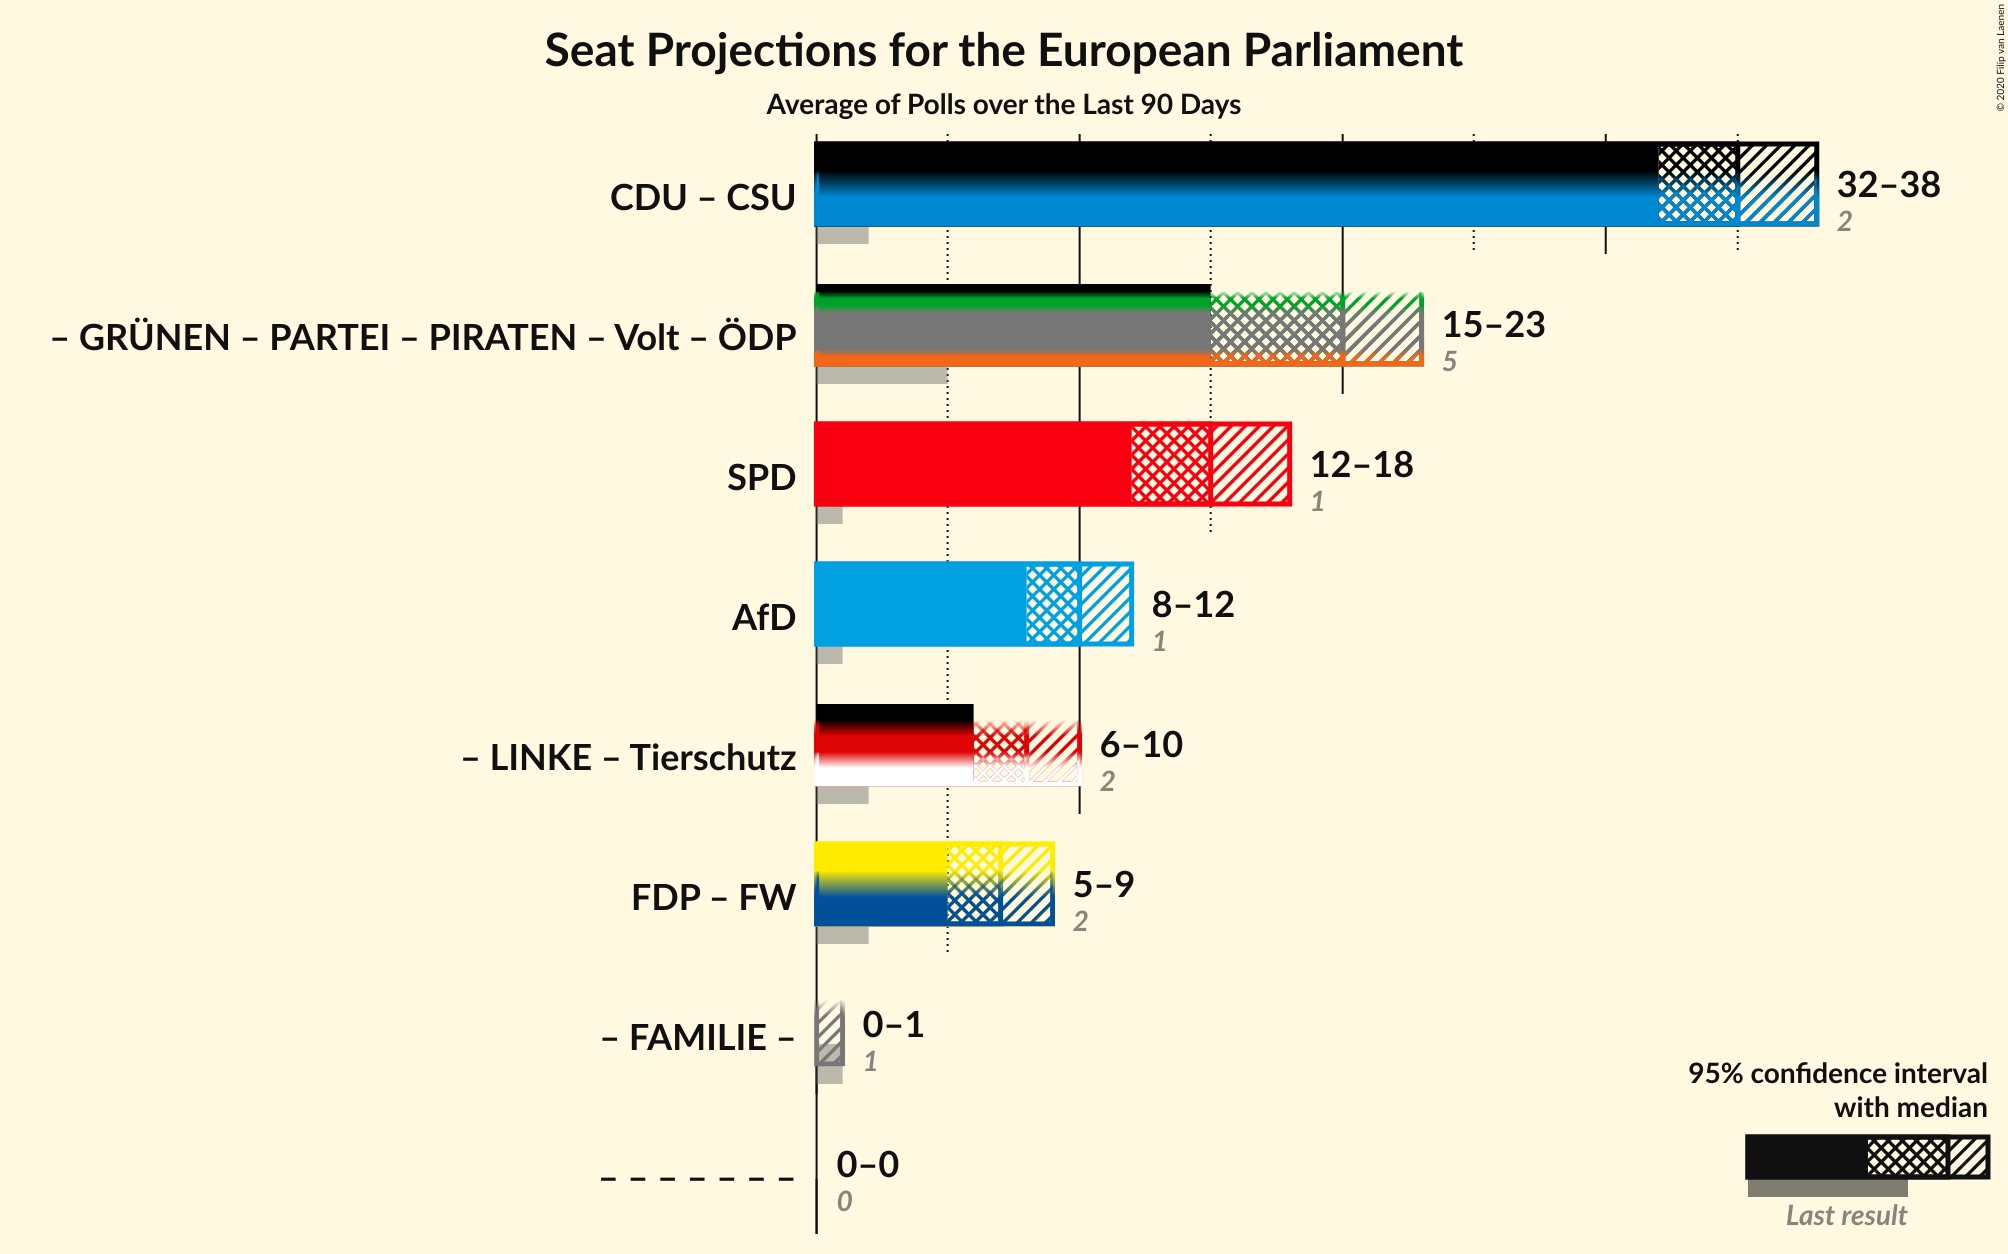 Seat Projections for the European Parliament
Average of Polls over the Last 90 Days
© 2020 Filip van Laenen
CDU – CSU
32–38
2
– GRÜNEN – PARTEI – PIRATEN – Volt – ÖDP
15–23
5
SPD
12–18
1
AfD
8–12
1
– LINKE – Tierschutz
6–10
2
FDP – FW
5–9
2
– FAMILIE –
0–1
1
– – – – – – –
0–0
0
95% confidence interval
with median
Last result